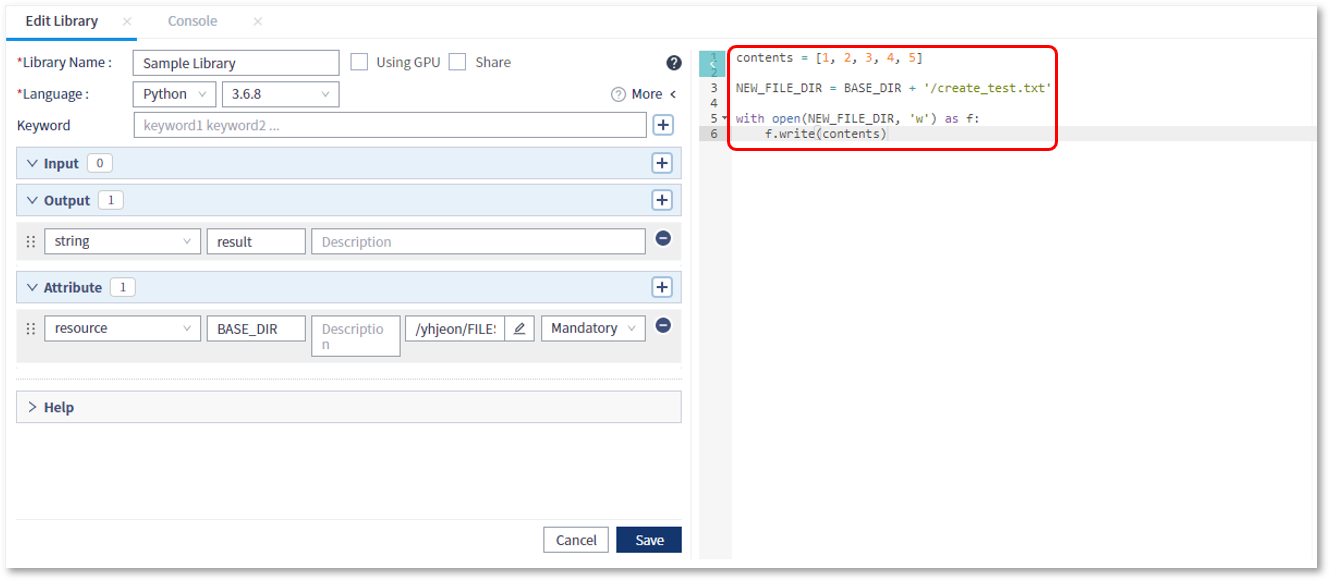 Edit Library × Console ×
*Library Name : Sample Library Using GPU Share ?
*Language : Python 3.6.8 ? More <
Keyword keyword1 keyword2 ... +
Input 0 +
Output 1 +
string result Description
Attribute 1 +
resource BASE_DIR Descriptio
n /yhjeon/FILES Mandatory
Help
Cancel Save
1 contents = [1, 2, 3, 4, 5]
2
3 NEW_FILE_DIR = BASE_DIR + '/create_test.txt'
4
5 with open(NEW_FILE_DIR, 'w') as f:
6 f.write(contents)